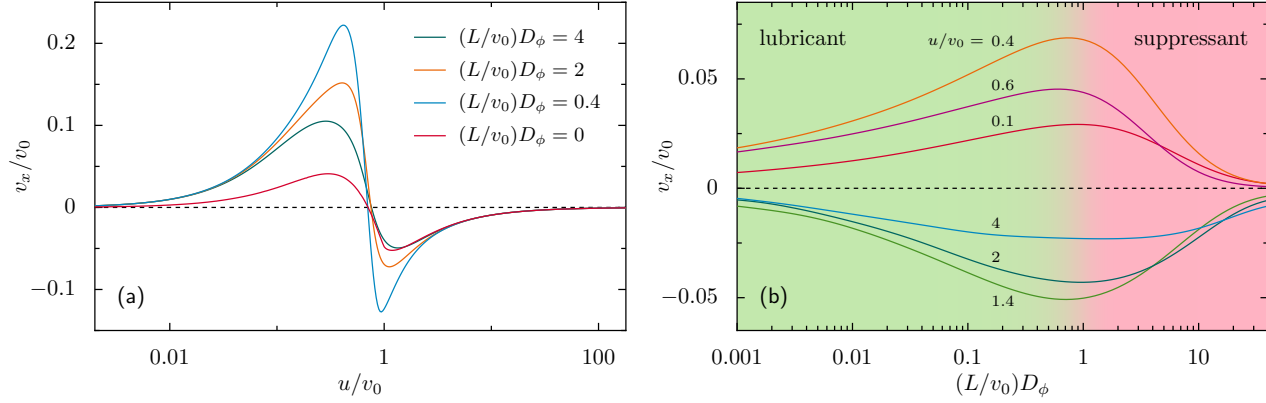 0.2
0.1
0
−0.1
v_x/v_0
(L/v_0)D_ϕ = 4
(L/v_0)D_ϕ = 2
(L/v_0)D_ϕ = 0.4
(L/v_0)D_ϕ = 0
(a)
0.01
1
100
u/v_0
0.05
0
−0.05
v_x/v_0
lubricant
suppressant
u/v_0 = 0.4
0.6
0.1
4
2
1.4
(b)
0.001
0.01
0.1
1
10
(L/v_0)D_ϕ